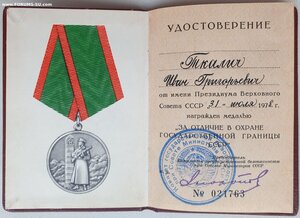 WWW.FORUMS-SU.COM
УДОСТОВЕРЕНИЕ
Ткалич
Иван Григорьевич
от имени Президиума Верховного
Совета СССР 31 июля 1978 г.
награжден медалью
„ЗА ОТЛИЧИЕ В ОХРАНЕ
ГОСУДАРСТВЕННОЙ ГРАНИЦЫ
СССР"
№ 021763